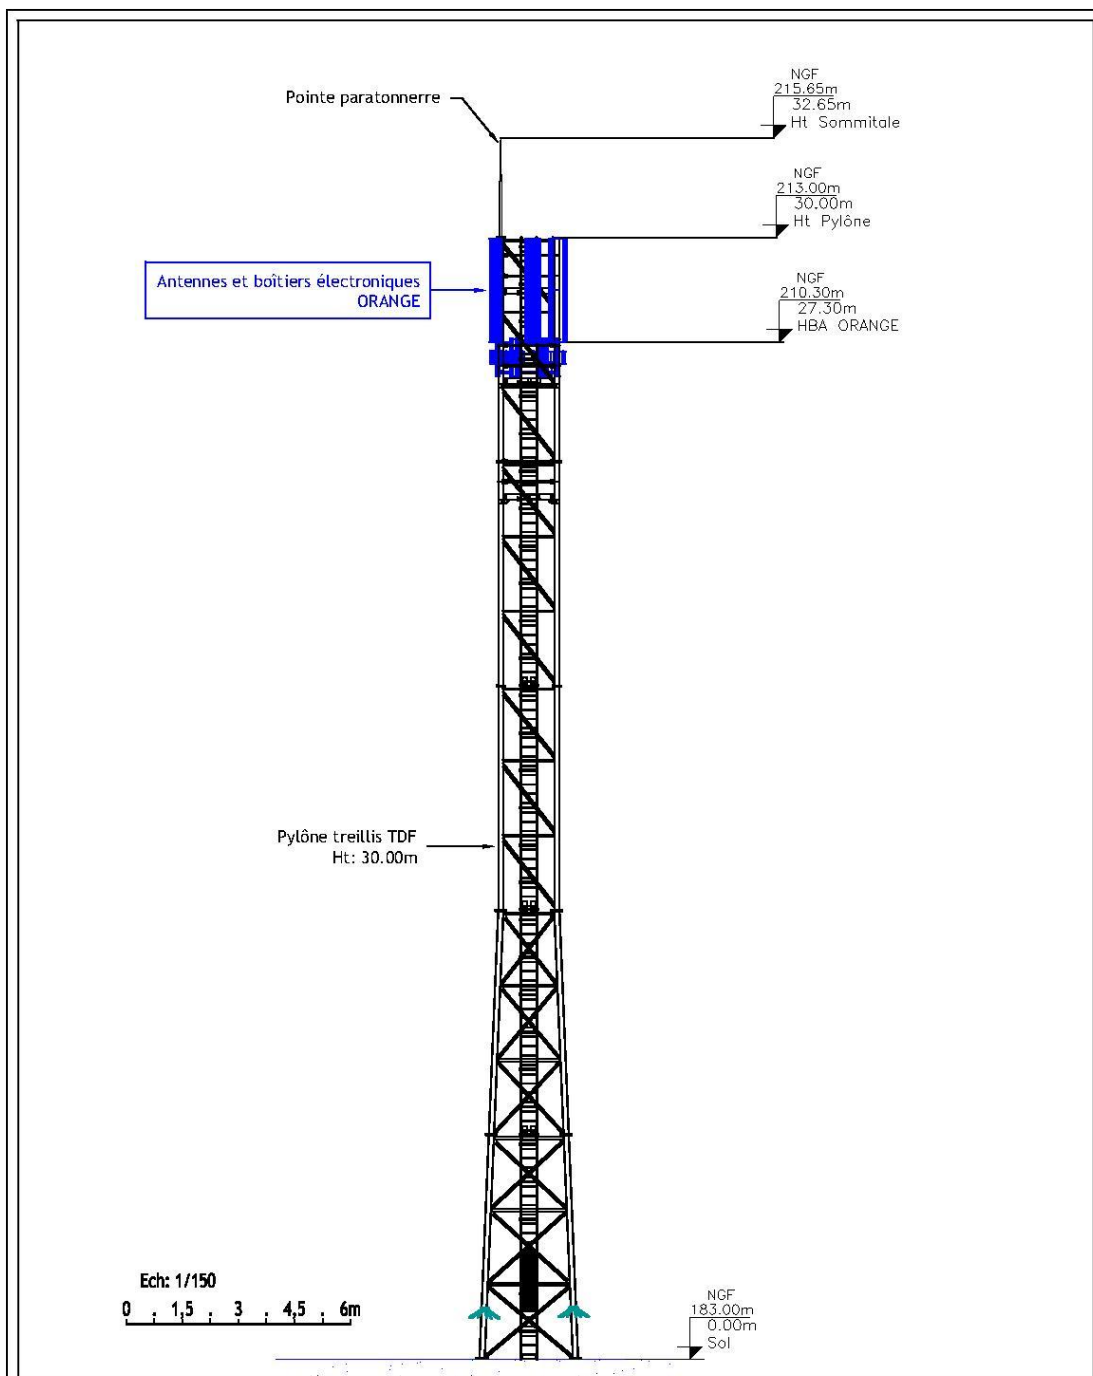 NGF
215.65m
32.65m
Ht Sommitale
Pointe paratonnerre
NGF
213.00m
30.00m
Ht Pylône
Antennes et boîtiers électroniques
ORANGE
NGF
210.30m
27.30m
HBA ORANGE
Pylône treillis TDF
Ht: 30.00m
Ech: 1/150
0 . 1,5 . 3 . 4,5 . 6m
NGF
183.00m
0.00m
Sol